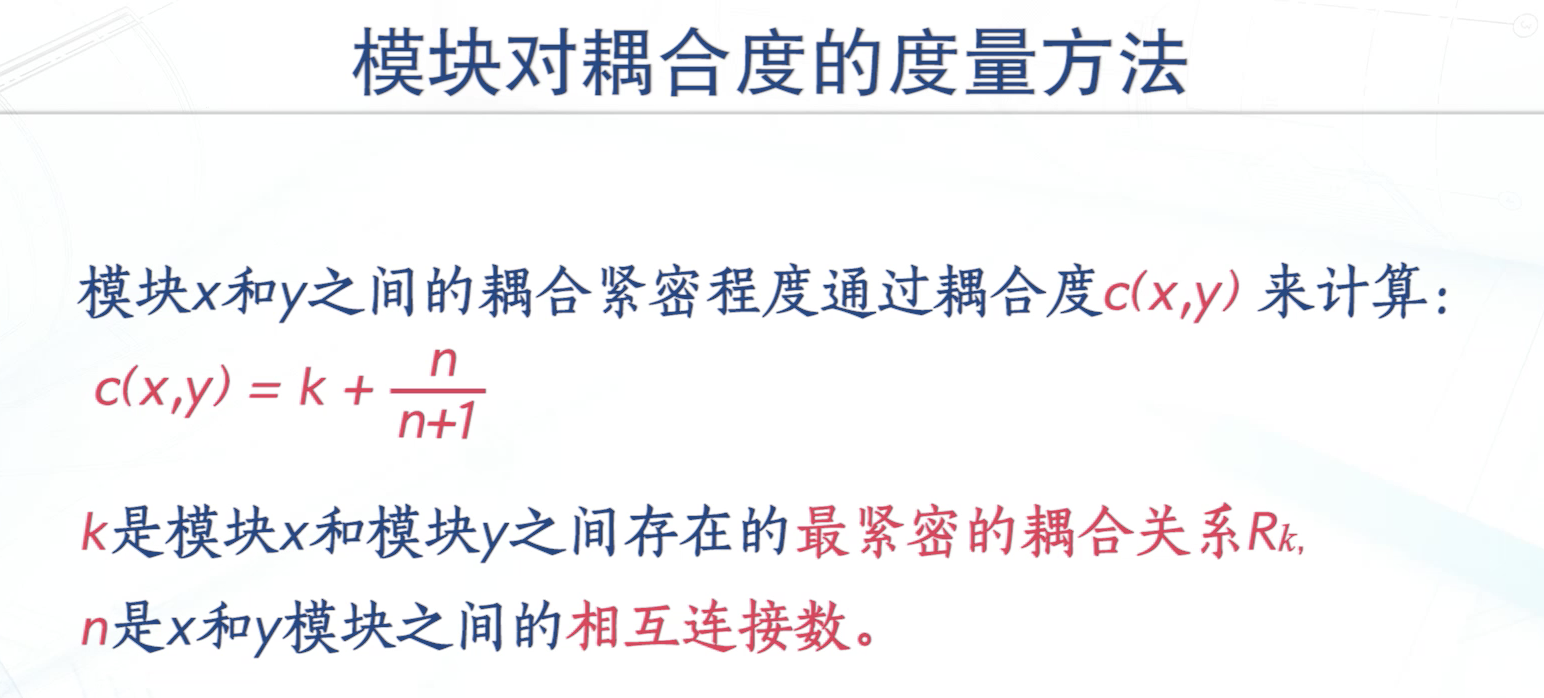 模块对耦合度的度量方法
模块x和y之间的耦合紧密程度通过耦合度c(x,y) 来计算：
c(x,y) = k + n/(n+1)
k是模块x和模块y之间存在的最紧密的耦合关系Rk,
n是x和y模块之间的相互连接数。